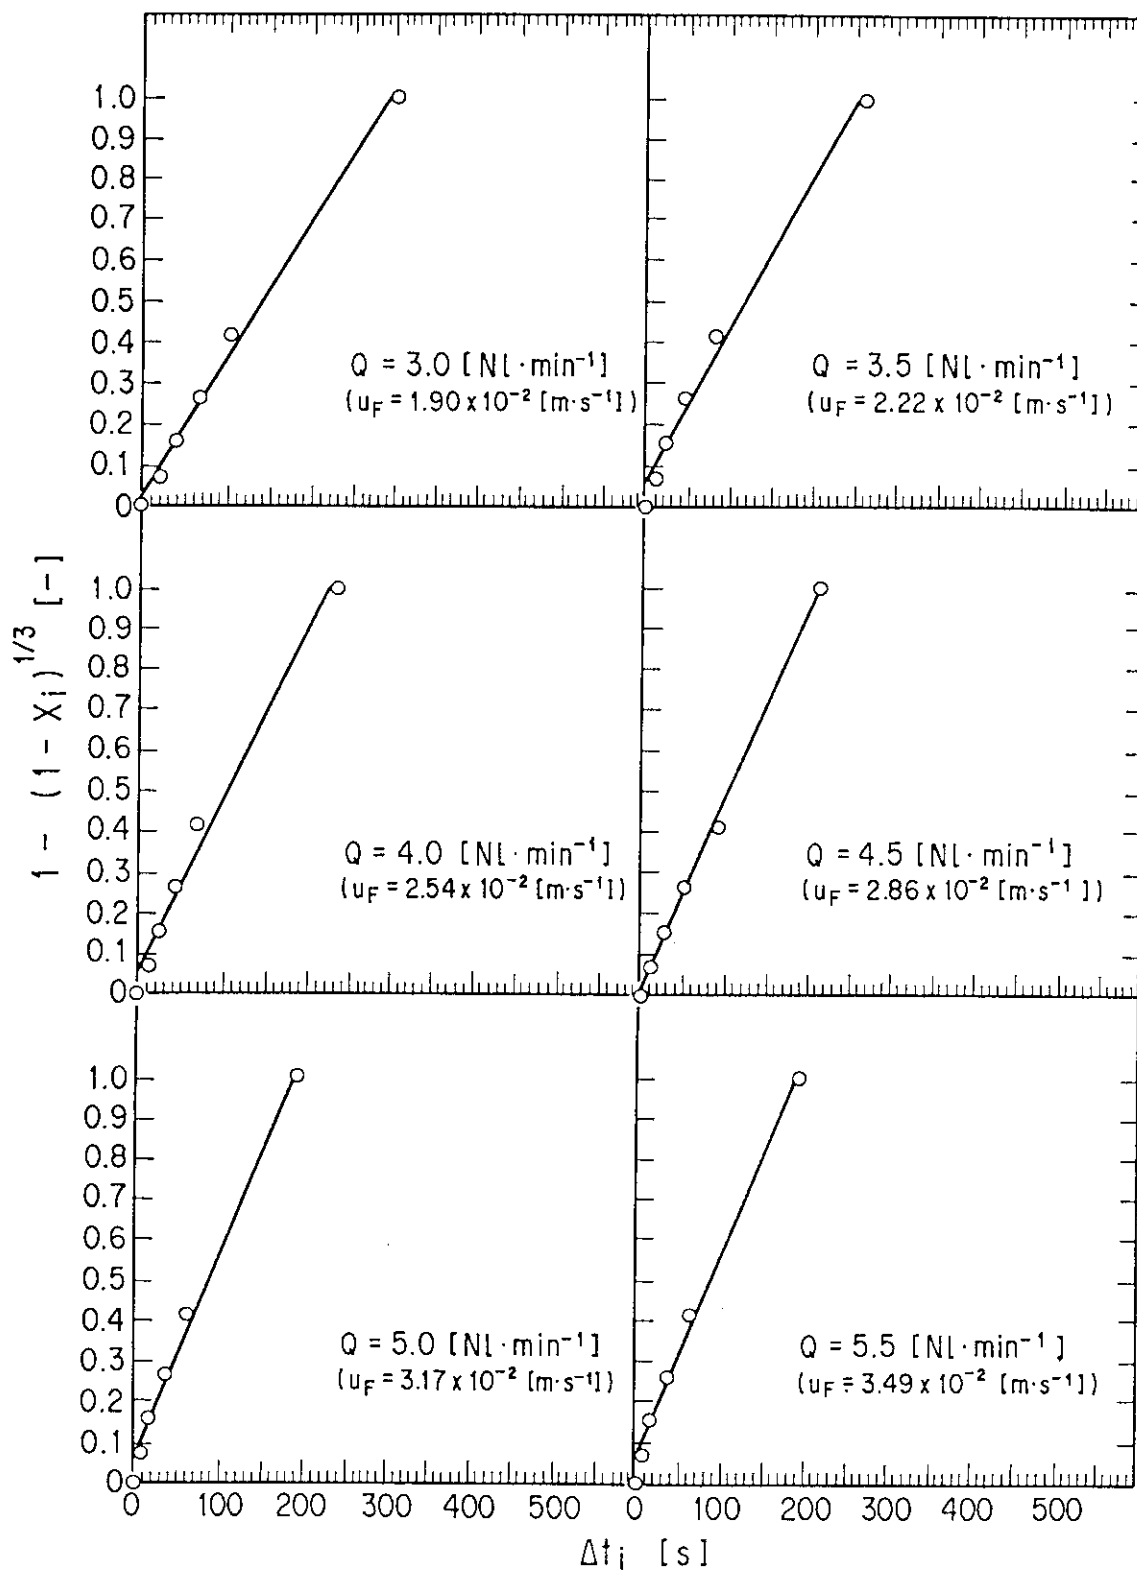 1.0
0.9
0.8
0.7
0.6
0.5
0.4
0.3
0.2
0.1
0
Q = 3.0 [Nl·min⁻¹]
(u_F = 1.90 x 10⁻² [m·s⁻¹])
Q = 3.5 [Nl·min⁻¹]
(u_F = 2.22 x 10⁻² [m·s⁻¹])
1 - (1 - X_i)^1/3 [-]
1.0
0.9
0.8
0.7
0.6
0.5
0.4
0.3
0.2
0.1
0
Q = 4.0 [Nl·min⁻¹]
(u_F = 2.54 x 10⁻² [m·s⁻¹])
Q = 4.5 [Nl·min⁻¹]
(u_F = 2.86 x 10⁻² [m·s⁻¹])
1.0
0.9
0.8
0.7
0.6
0.5
0.4
0.3
0.2
0.1
0
Q = 5.0 [Nl·min⁻¹]
(u_F = 3.17 x 10⁻² [m·s⁻¹])
Q = 5.5 [Nl·min⁻¹]
(u_F = 3.49 x 10⁻² [m·s⁻¹])
0 100 200 300 400 500 0 100 200 300 400 500
Δt_i [s]